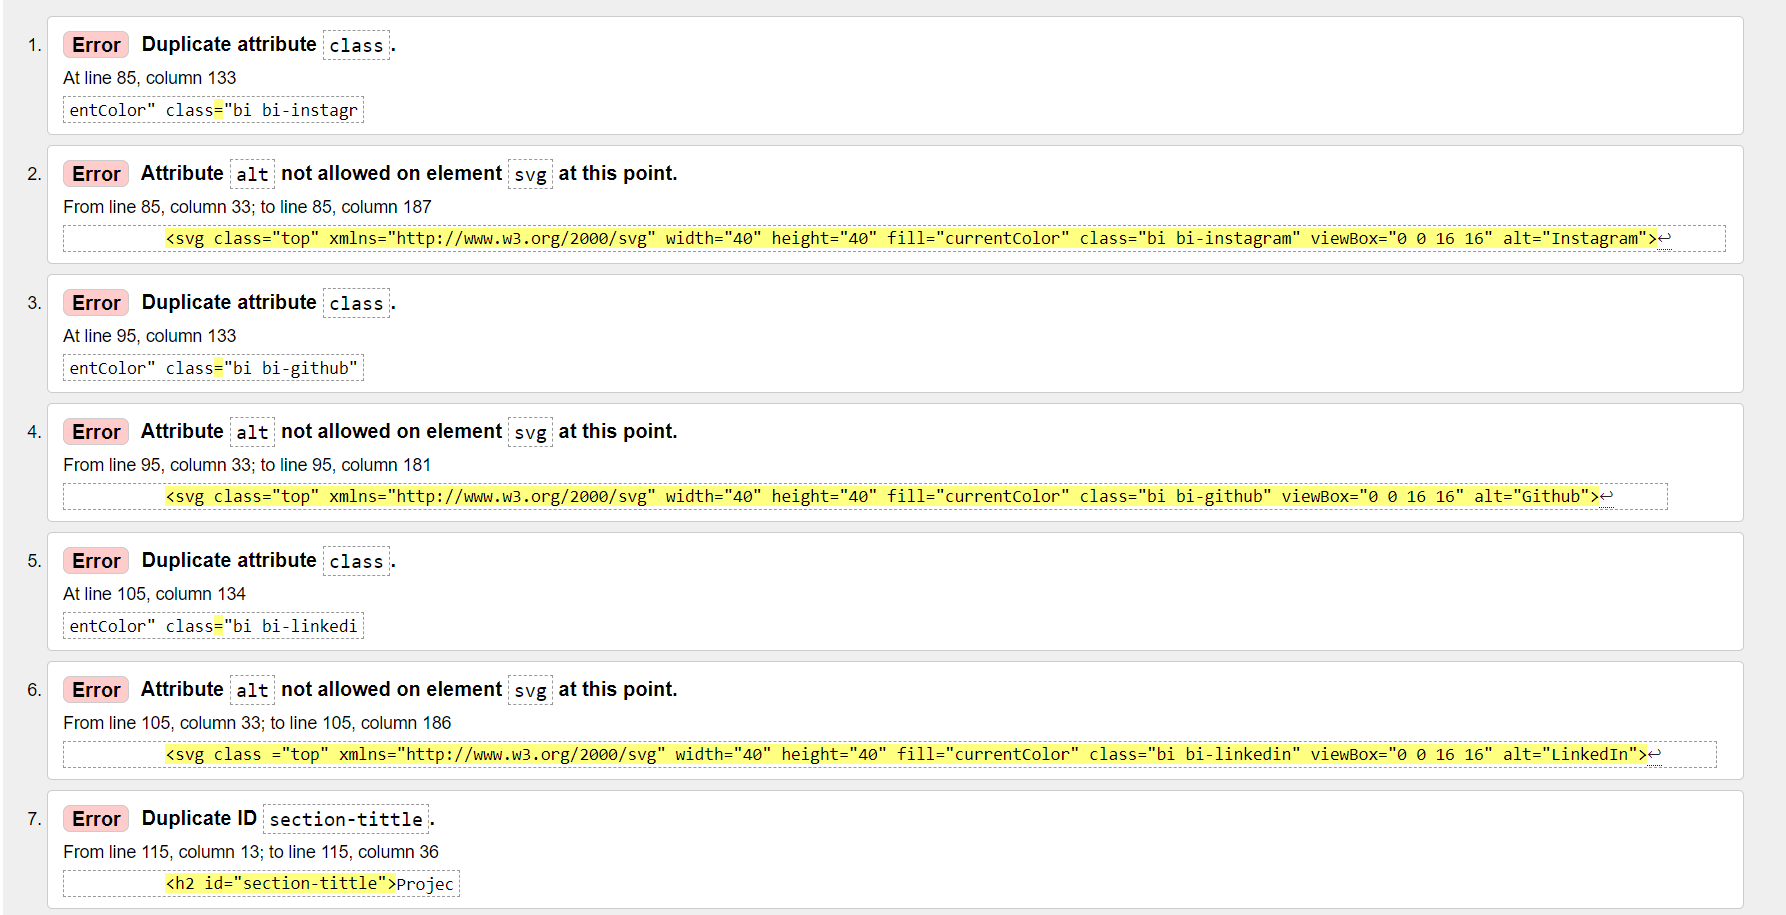 1. Error Duplicate attribute class.
At line 85, column 133
entColor" class="bi bi-instagr
2. Error Attribute alt not allowed on element svg at this point.
From line 85, column 33; to line 85, column 187
<svg class="top" xmlns="http://www.w3.org/2000/svg" width="40" height="40" fill="currentColor" class="bi bi-instagram" viewBox="0 0 16 16" alt="Instagram">↩
3. Error Duplicate attribute class.
At line 95, column 133
entColor" class="bi bi-github"
4. Error Attribute alt not allowed on element svg at this point.
From line 95, column 33; to line 95, column 181
<svg class="top" xmlns="http://www.w3.org/2000/svg" width="40" height="40" fill="currentColor" class="bi bi-github" viewBox="0 0 16 16" alt="Github">↩
5. Error Duplicate attribute class.
At line 105, column 134
entColor" class="bi bi-linkedi
6. Error Attribute alt not allowed on element svg at this point.
From line 105, column 33; to line 105, column 186
<svg class ="top" xmlns="http://www.w3.org/2000/svg" width="40" height="40" fill="currentColor" class="bi bi-linkedin" viewBox="0 0 16 16" alt="LinkedIn">↩
7. Error Duplicate ID section-tittle.
From line 115, column 13; to line 115, column 36
<h2 id="section-tittle">Projec